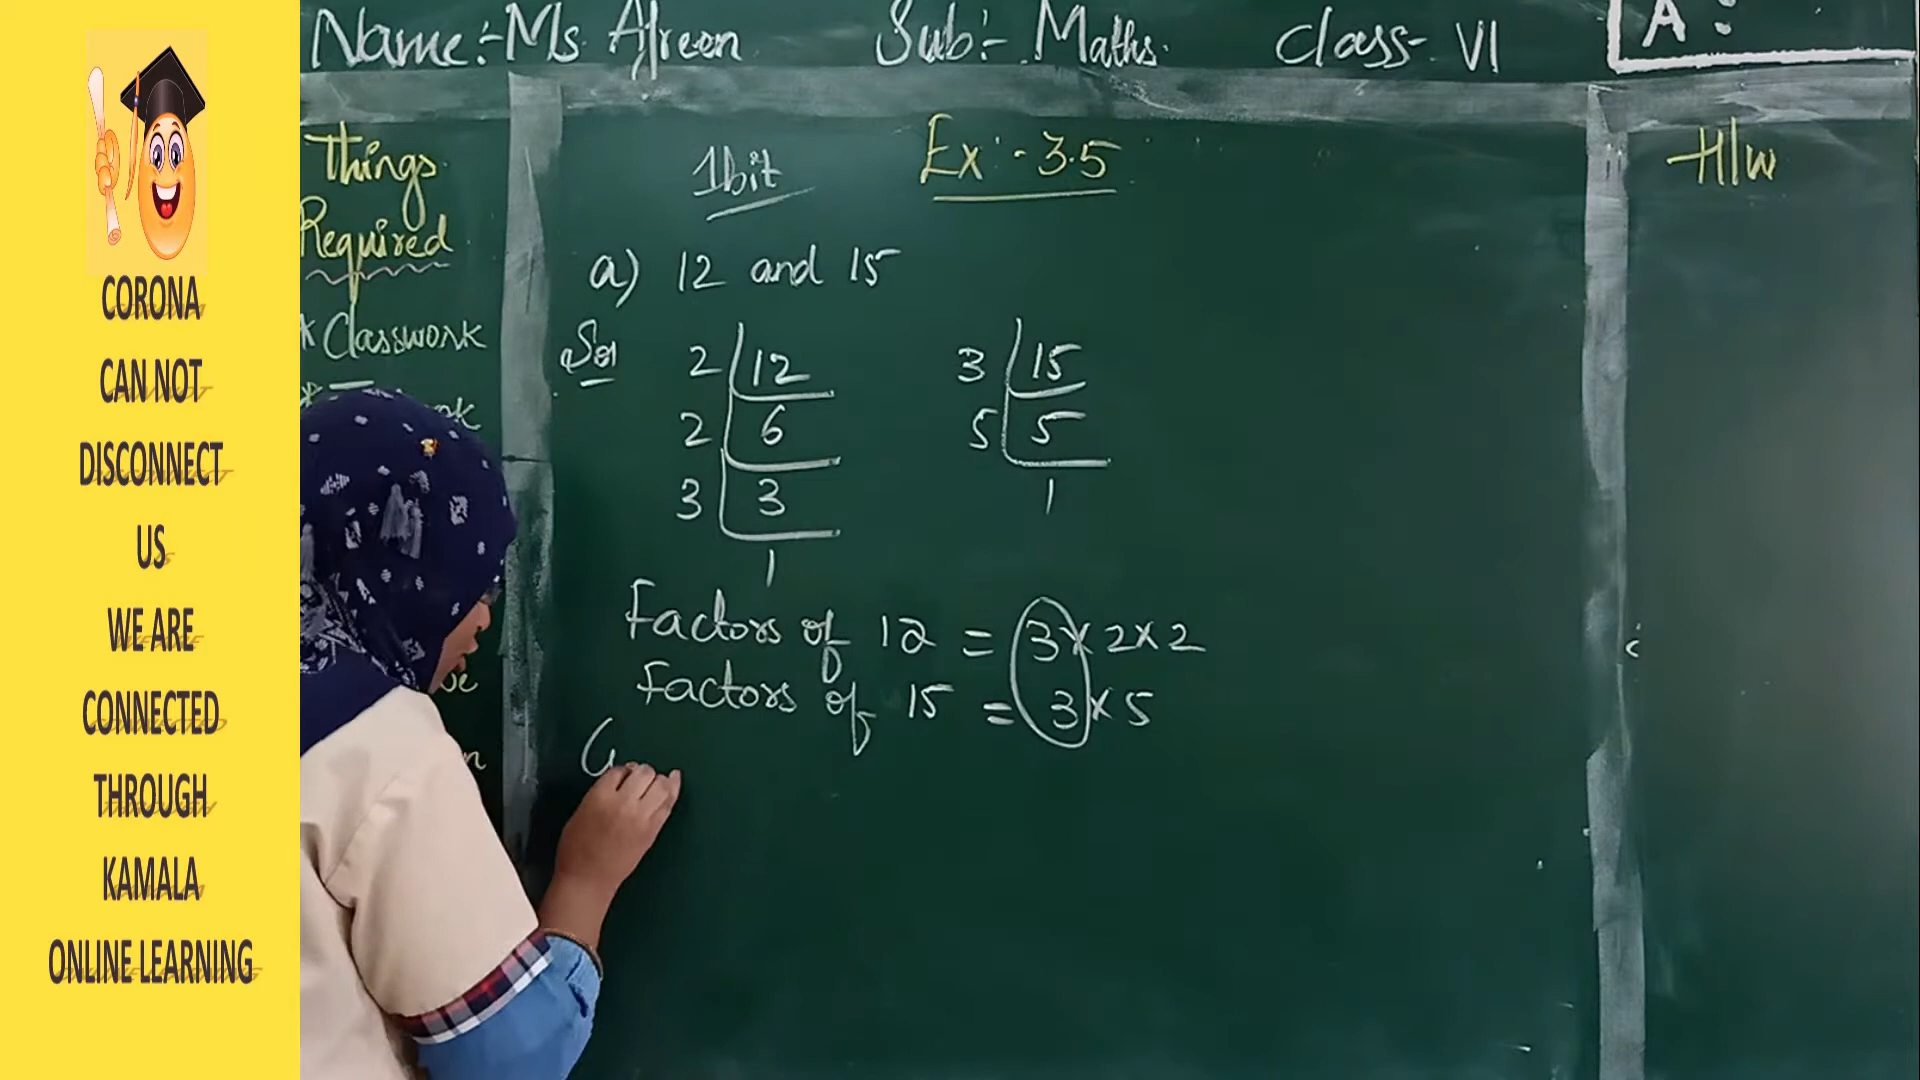 CORONA
CAN NOT
DISCONNECT
US
WE ARE
CONNECTED
THROUGH
KAMALA
ONLINE LEARNING
Name:- Ms. Afreen Sub:- Maths. Class- VI
A:
Things
Required
* Classwork
1 bit Ex:- 3.5
H/w
a) 12 and 15
Sol
2 12 3 15
2 6 5 5
3 3 1
1
Factors of 12 = 3×2×2
Factors of 15 = 3×5